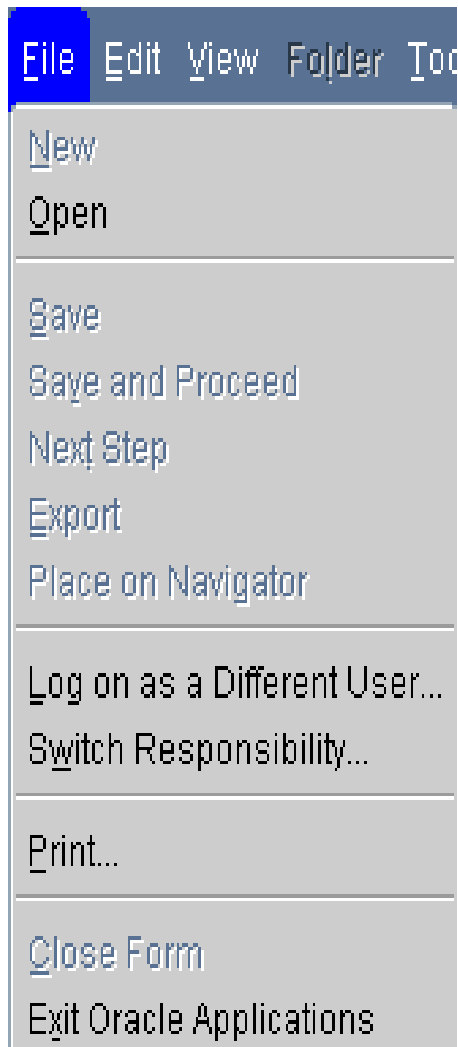 File Edit View Folder Too
New
Open
Save
Save and Proceed
Next Step
Export
Place on Navigator
Log on as a Different User...
Switch Responsibility...
Print...
Close Form
Exit Oracle Applications